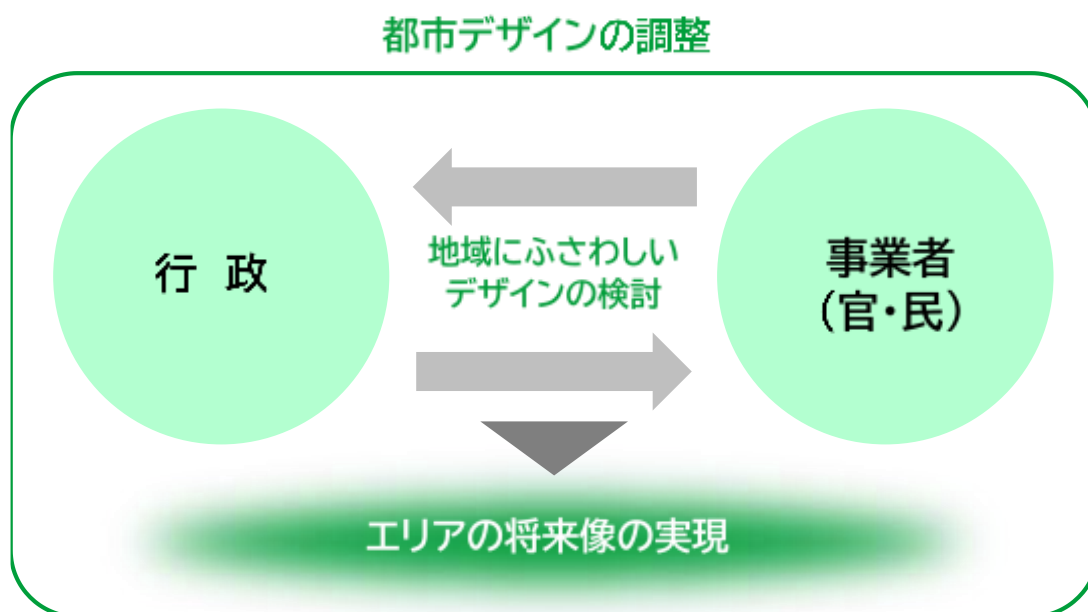 都市デザインの調整
行 政
地域にふさわしい
デザインの検討
事業者
(官・民)
エリアの将来像の実現